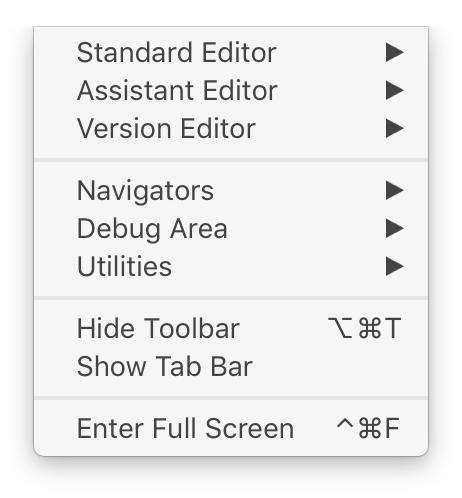 Standard Editor ▶
Assistant Editor ▶
Version Editor ▶
Navigators ▶
Debug Area ▶
Utilities ▶
Hide Toolbar ⌥⌘T
Show Tab Bar
Enter Full Screen ^⌘F